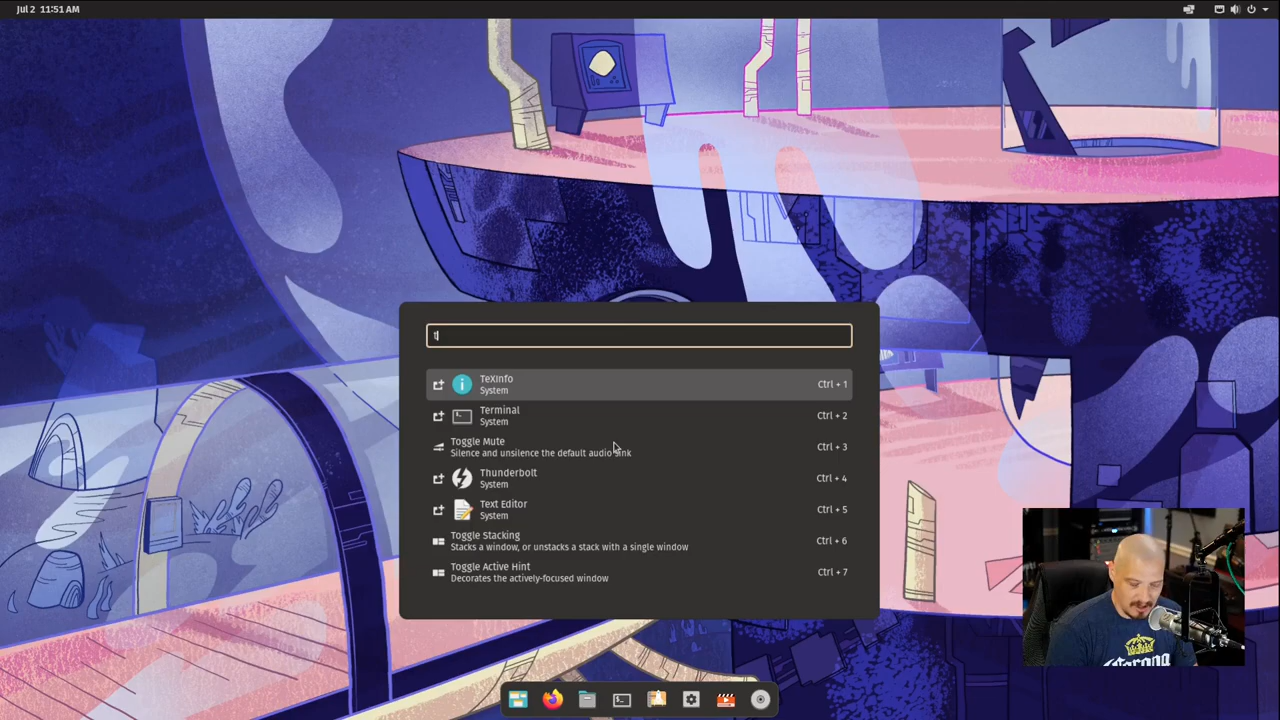 Jul 2 11:51 AM
t
TeXInfo
System
Ctrl + 1
Terminal
System
Ctrl + 2
Toggle Mute
Silence and unsilence the default audio sink
Ctrl + 3
Thunderbolt
System
Ctrl + 4
Text Editor
System
Ctrl + 5
Toggle Stacking
Stacks a window, or unstacks a stack with a single window
Ctrl + 6
Toggle Active Hint
Decorates the actively-focused window
Ctrl + 7
Corona